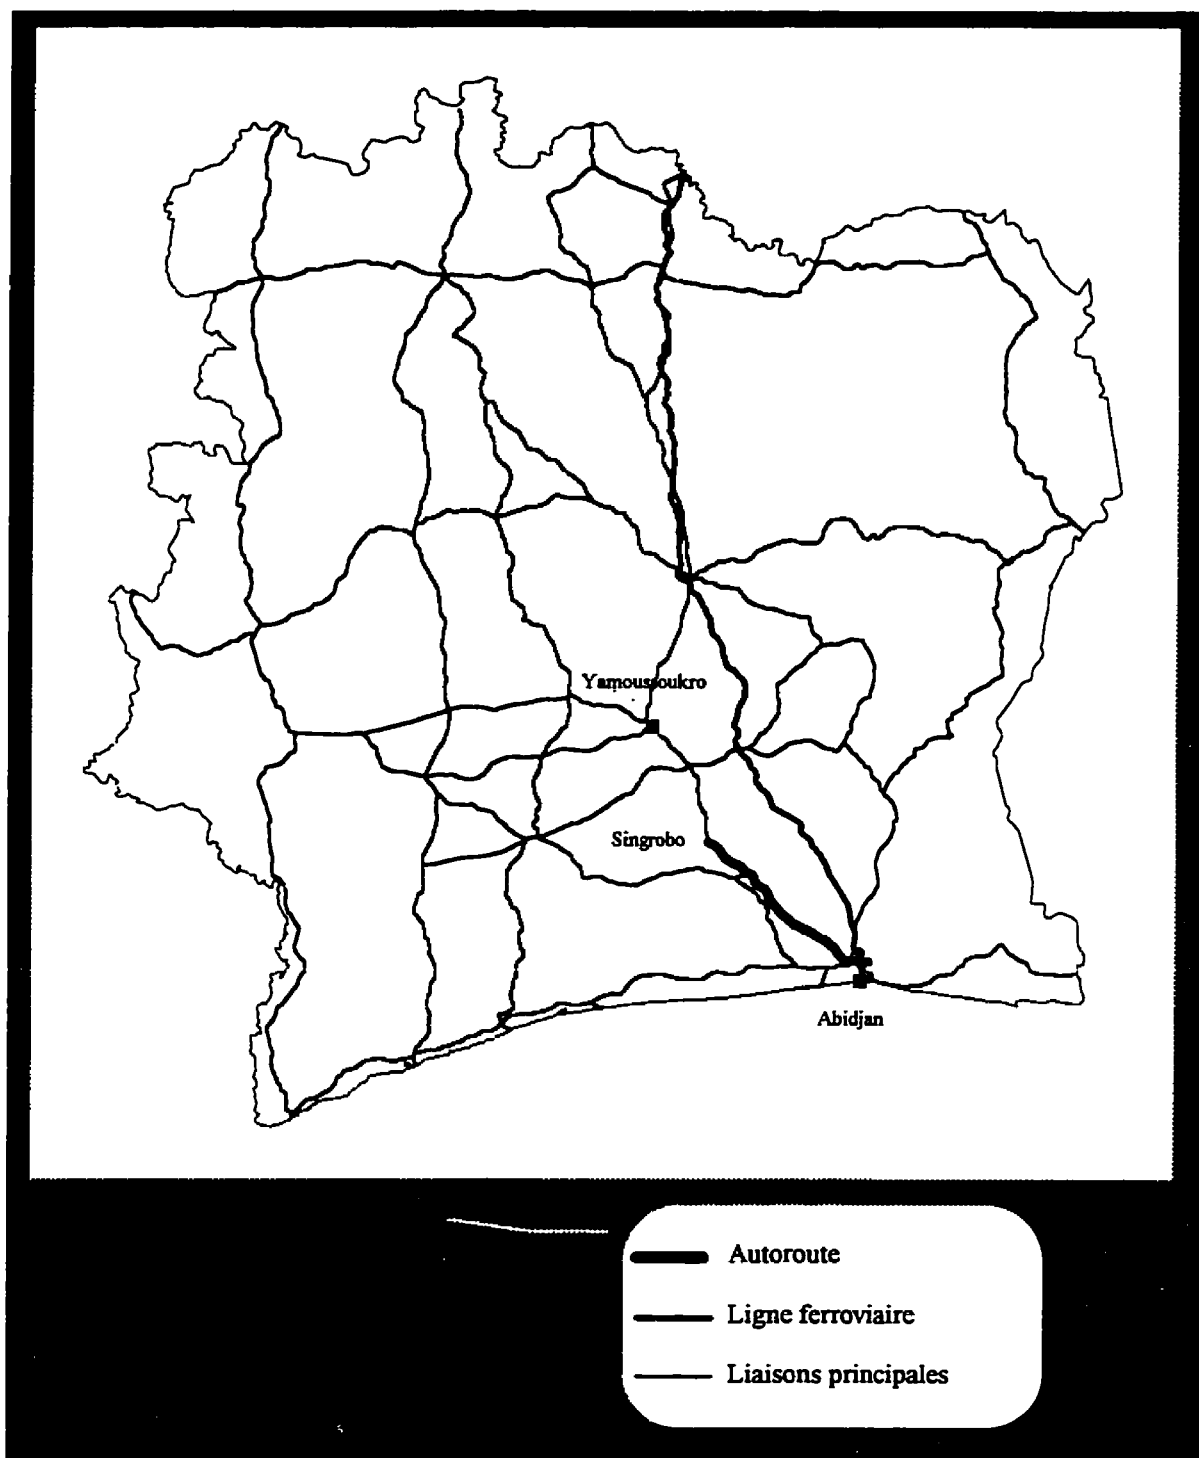 Yamoussoukro
Singrobo
Abidjan
Autoroute
Ligne ferroviaire
Liaisons principales